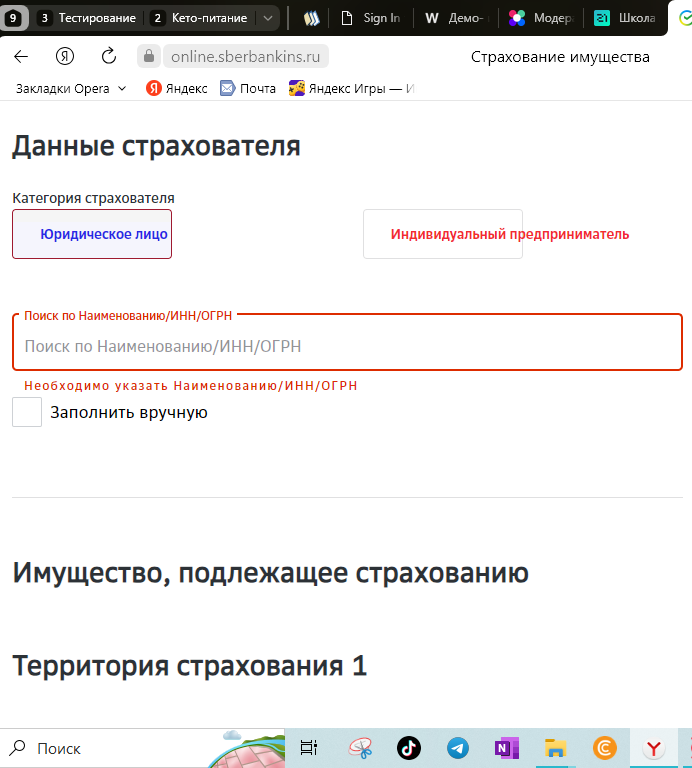 9 3 Тестирование 2 Кето-питание Sign In W Демо- Модер Школа
Я online.sberbankins.ru Страхование имущества
Закладки Opera Я Яндекс Почта Яндекс Игры — И
Данные страхователя
Категория страхователя
Юридическое лицо Индивидуальный предприниматель
Поиск по Наименованию/ИНН/ОГРН
Поиск по Наименованию/ИНН/ОГРН
Необходимо указать Наименованию/ИНН/ОГРН
Заполнить вручную
Имущество, подлежащее страхованию
Территория страхования 1
Поиск